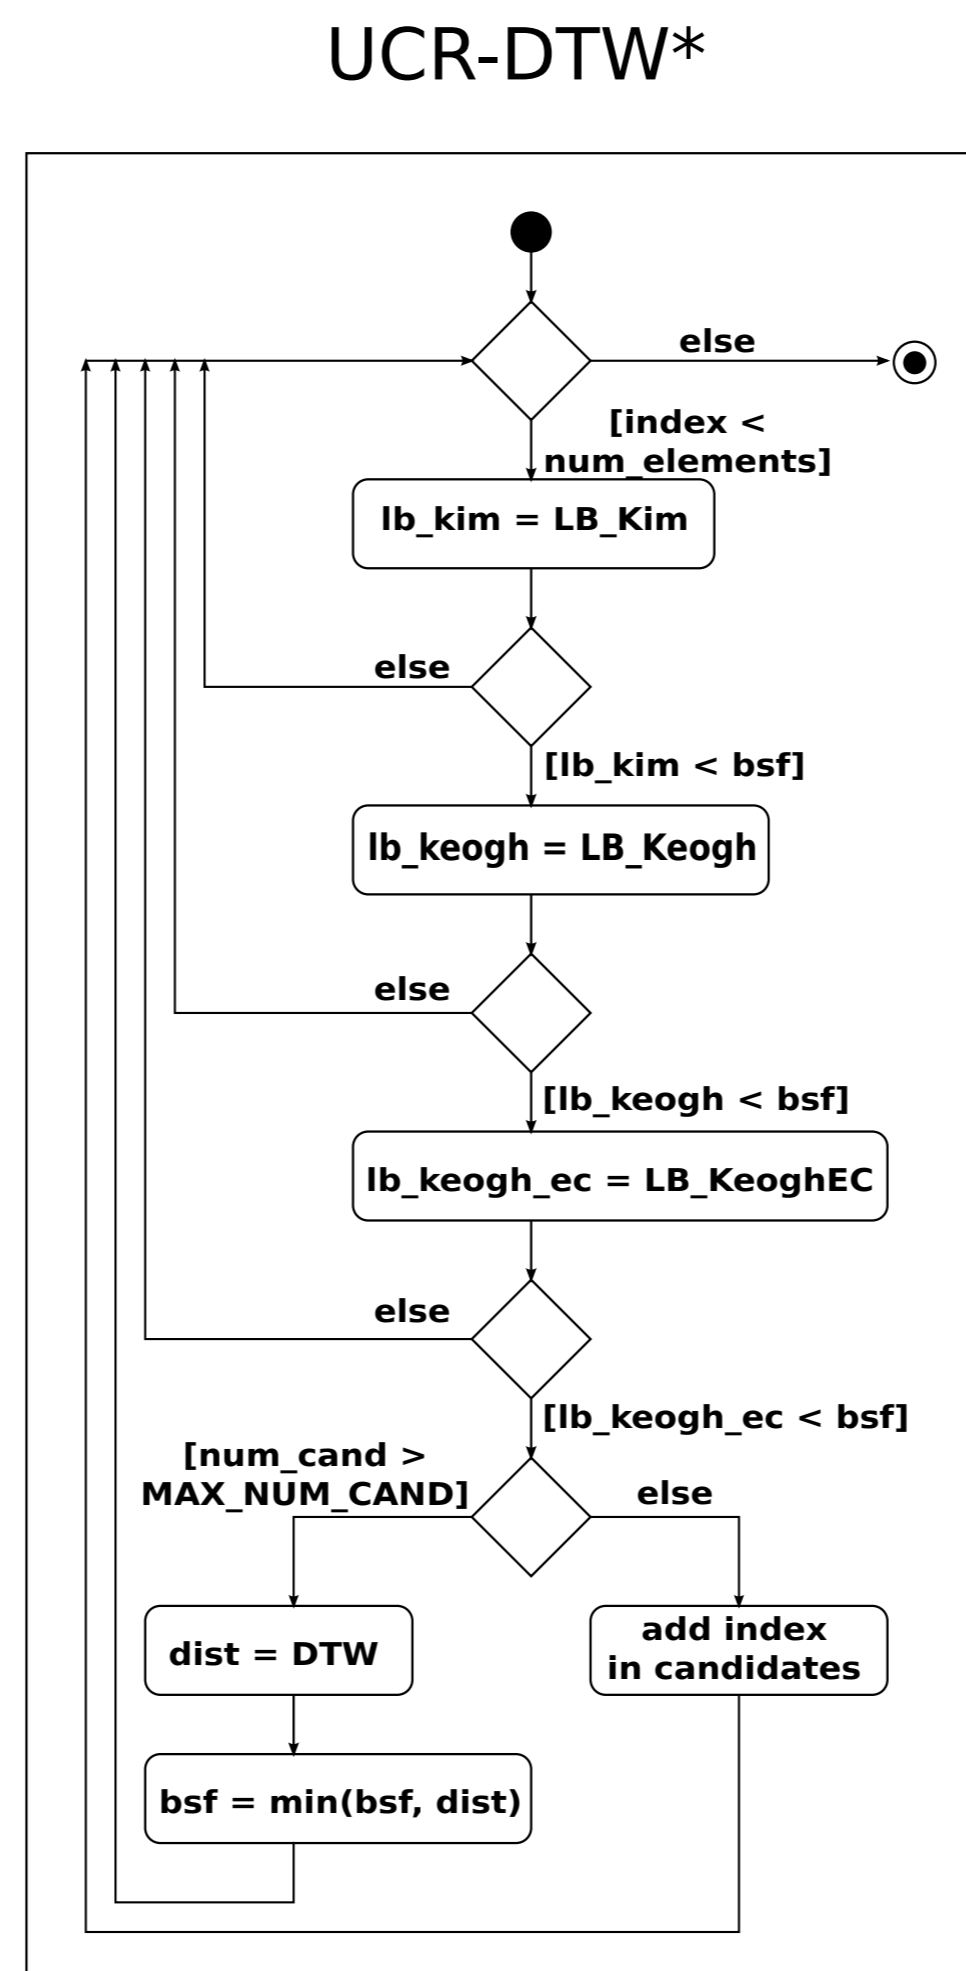 UCR-DTW*
else
[index <
num_elements]
lb_kim = LB_Kim
else
[lb_kim < bsf]
lb_keogh = LB_Keogh
else
[lb_keogh < bsf]
lb_keogh_ec = LB_KeoghEC
else
[lb_keogh_ec < bsf]
[num_cand >
MAX_NUM_CAND]
else
dist = DTW
add index
in candidates
bsf = min(bsf, dist)